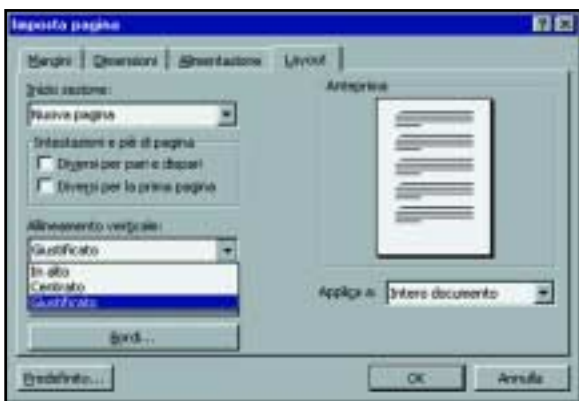 Imposta pagina
Margini Dimensioni Alimentazione Layout
Inizio sezione:
Nuova pagina
Intestazioni e piè di pagina
Diversi per pari e dispari
Diversi per la prima pagina
Allineamento verticale:
Giustificato
In alto
Centrato
Giustificato
Bordi...
Anteprima
Applica a: Intero documento
Predefinito... OK Annulla